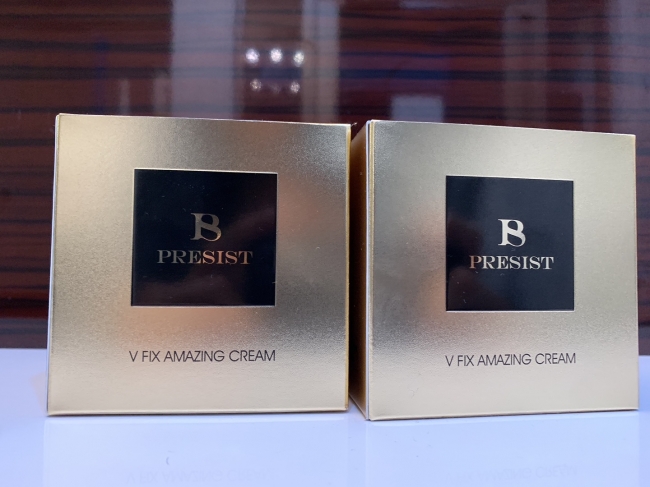 B
PRESIST
V FIX AMAZING CREAM
B
PRESIST
V FIX AMAZING CREAM